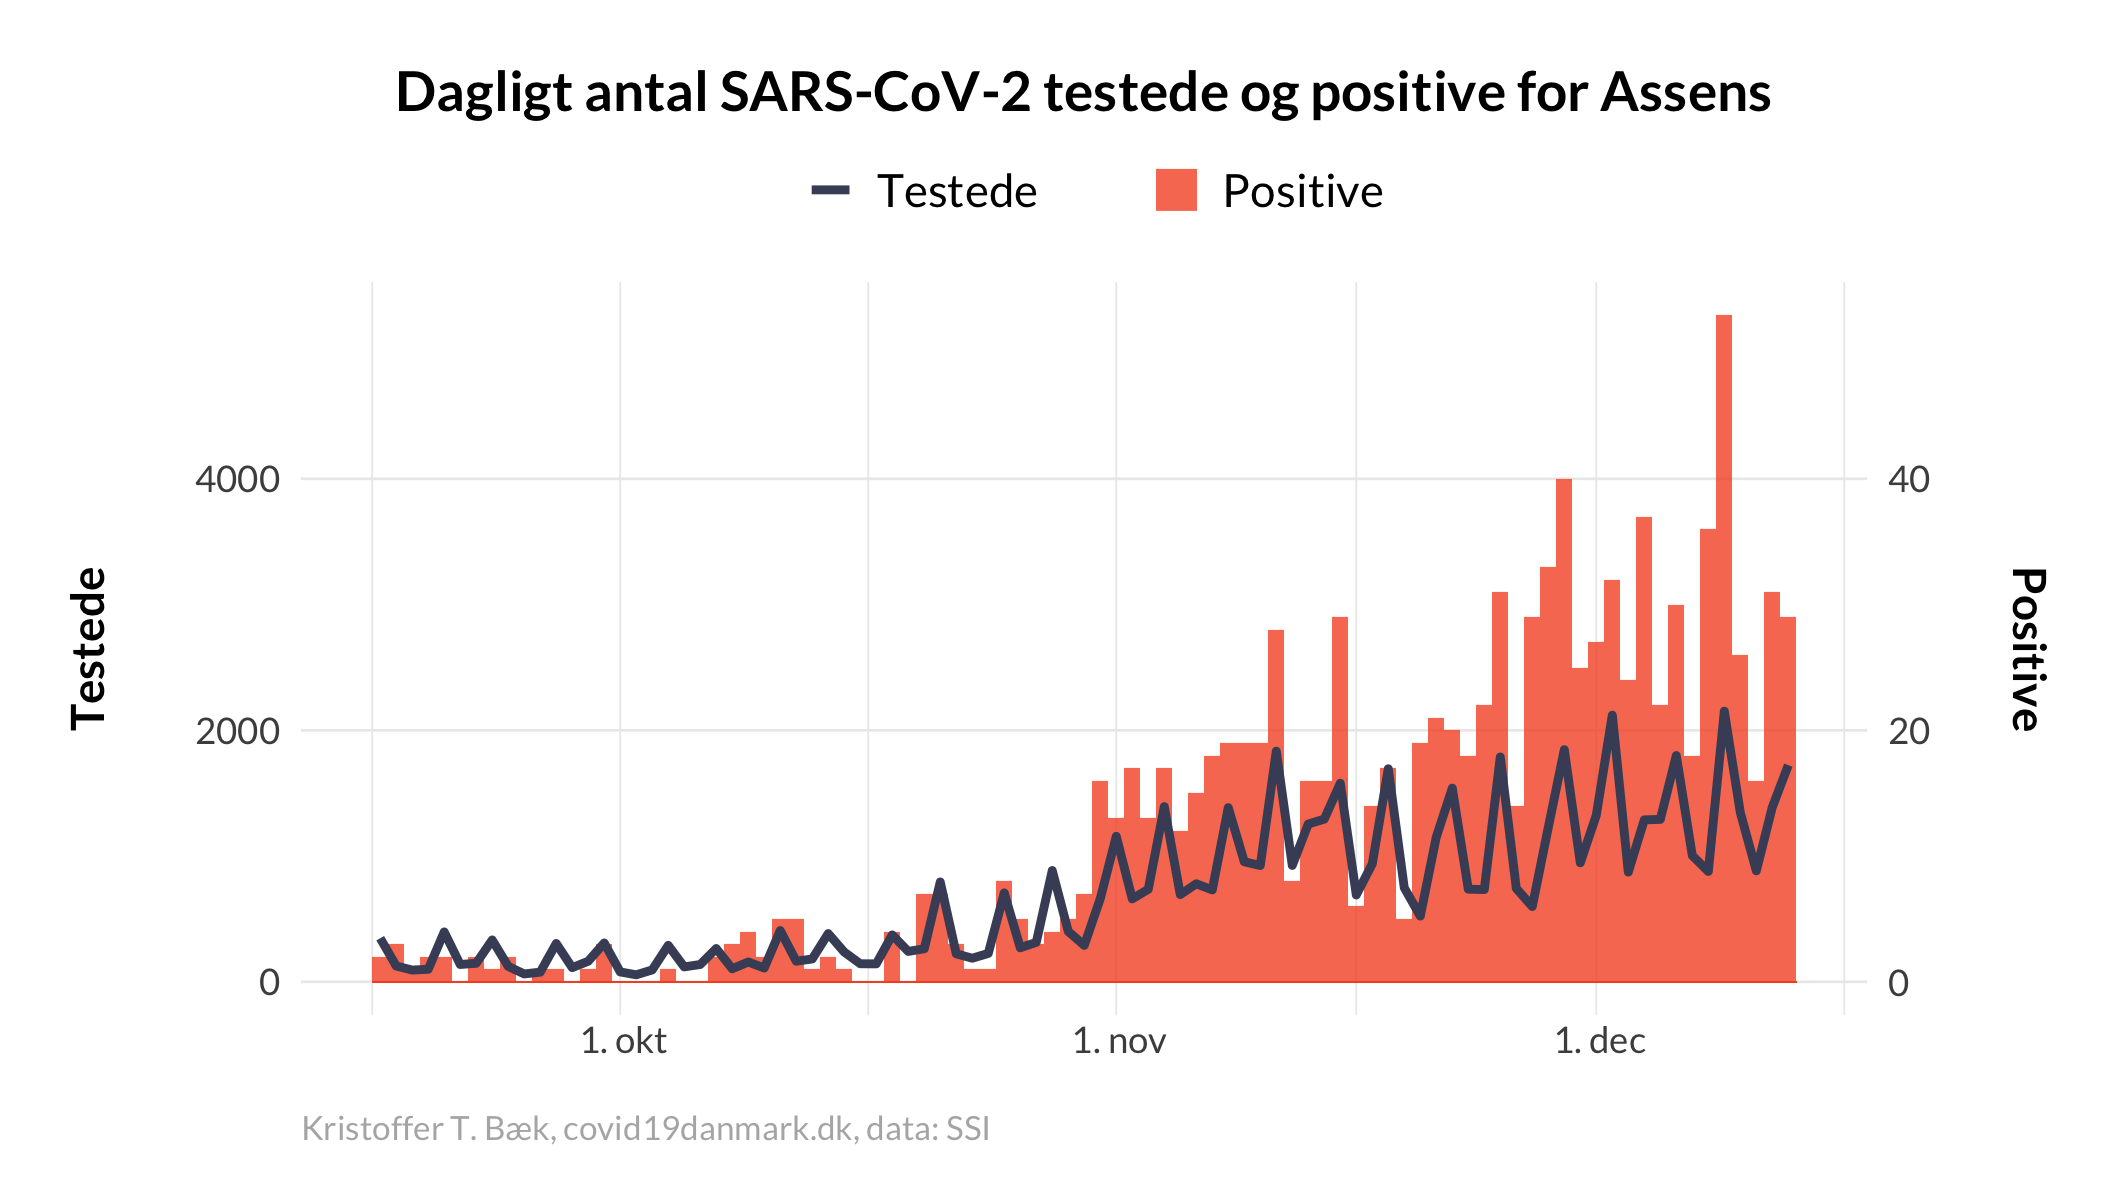 Dagligt antal SARS-CoV-2 testede og positive for Assens
Testede
Positive
4000
2000
0
Testede
40
20
0
Positive
1. okt
1. nov
1. dec
Kristoffer T. Bæk, covid19danmark.dk, data: SSI